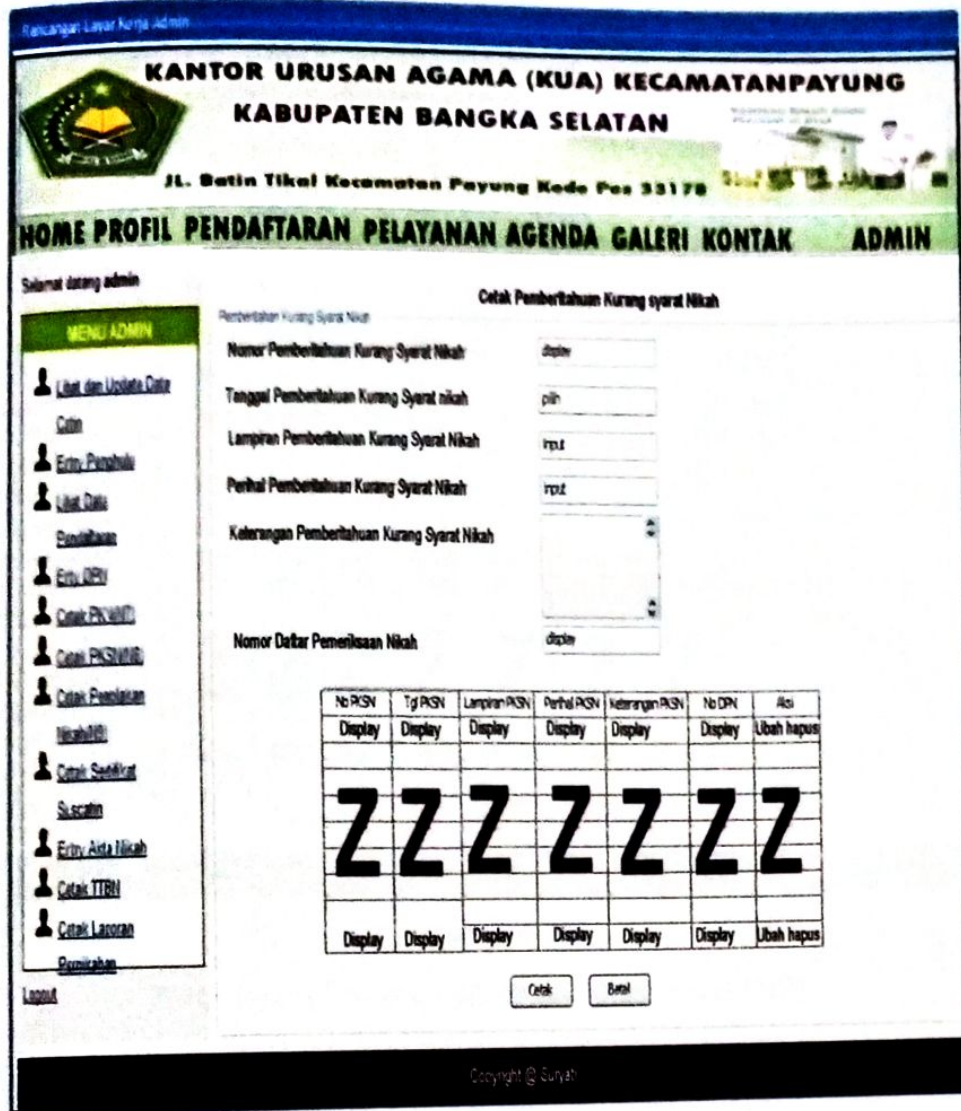 Rancangan Layar Kerja Admin
KANTOR URUSAN AGAMA (KUA) KECAMATANPAYUNG
KABUPATEN BANGKA SELATAN
JL. Batin Tikal Kecamatan Payung Kode Pos 33178
HOME PROFIL PENDAFTARAN PELAYANAN AGENDA GALERI KONTAK ADMIN
Selamat datang admin
MENU ADMIN
Lihat dan Update Data
Catin
Entry Penghulu
Lihat Data
Pendaftaran
Entry DPN
Cetak
Cetak
Cetak Penolakan
Cetak Sertifikat
Suscatin
Entry Akta Nikah
Cetak TTBN
Cetak Laporan
Pernikahan
Logout
Cetak Pemberitahuan Kurang syarat Nikah
Pemberitahuan Kurang Syarat Nikah
Nomor Pemberitahuan Kurang Syarat Nikah display
Tanggal Pemberitahuan Kurang Syarat nikah pilih
Lampiran Pemberitahuan Kurang Syarat Nikah input
Perihal Pemberitahuan Kurang Syarat Nikah input
Keterangan Pemberitahuan Kurang Syarat Nikah
Nomor Daftar Pemeriksaan Nikah display
No PKSN Tgl PKSN Lampiran PKSN Perihal PKSN Keterangan PKSN No DPN Aksi
Display Display Display Display Display Display Ubah hapus
Z Z Z Z Z Z Z
Display Display Display Display Display Display Ubah hapus
Cetak Batal
Copyright @ Suryati